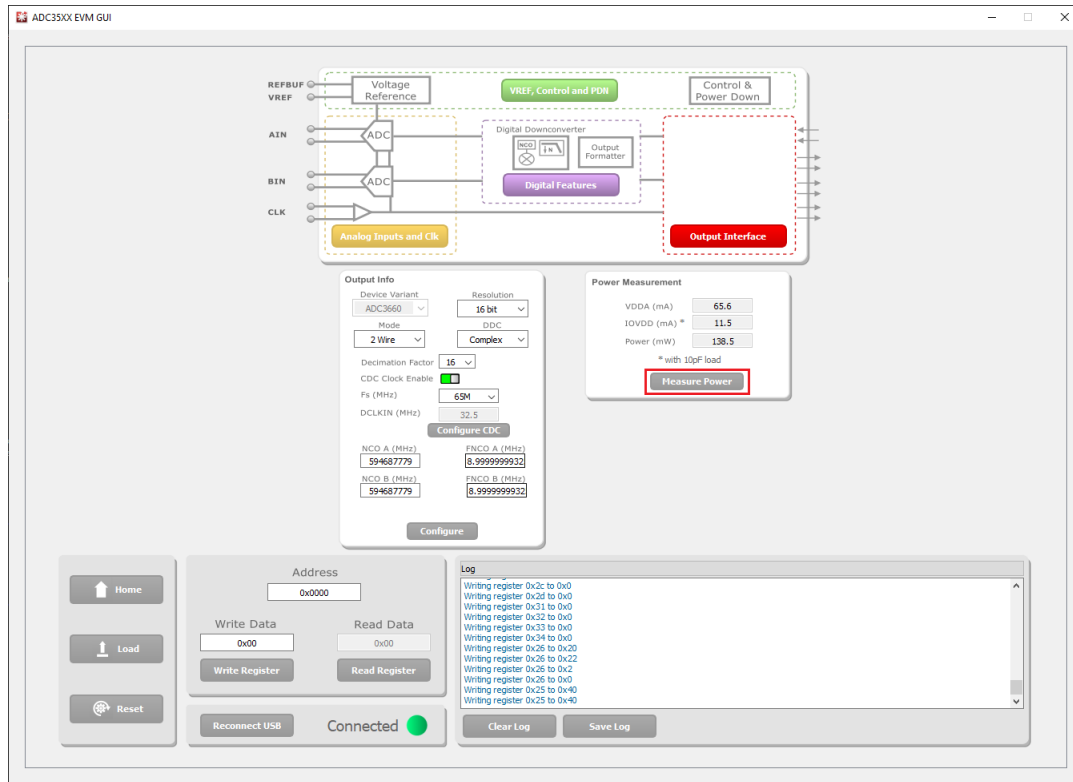 ADC35XX EVM GUI
REFBUF
VREF
Voltage
Reference
VREF, Control and PDN
Control &
Power Down
AIN
ADC
Digital Downconverter
NCO
↓N
Output
Formatter
BIN
ADC
Digital Features
CLK
Analog Inputs and Clk
Output Interface
Output Info
Device Variant
Resolution
ADC3660
16 bit
Mode
DDC
2 Wire
Complex
Decimation Factor 16
CDC Clock Enable
Fs (MHz) 65M
DCLKIN (MHz) 32.5
Configure CDC
NCO A (MHz)
FNCO A (MHz)
594687779
8.9999999932
NCO B (MHz)
FNCO B (MHz)
594687779
8.9999999932
Configure
Power Measurement
VDDA (mA) 65.6
IOVDD (mA) * 11.5
Power (mW) 138.5
* with 10pF load
Measure Power
Home
Load
Reset
Address
0x0000
Write Data
Read Data
0x00
0x00
Write Register
Read Register
Reconnect USB
Connected
Log
Writing register 0x2c to 0x0
Writing register 0x2d to 0x0
Writing register 0x31 to 0x0
Writing register 0x32 to 0x0
Writing register 0x33 to 0x0
Writing register 0x34 to 0x0
Writing register 0x26 to 0x20
Writing register 0x26 to 0x22
Writing register 0x26 to 0x2
Writing register 0x26 to 0x0
Writing register 0x25 to 0x40
Writing register 0x25 to 0x40
Clear Log
Save Log